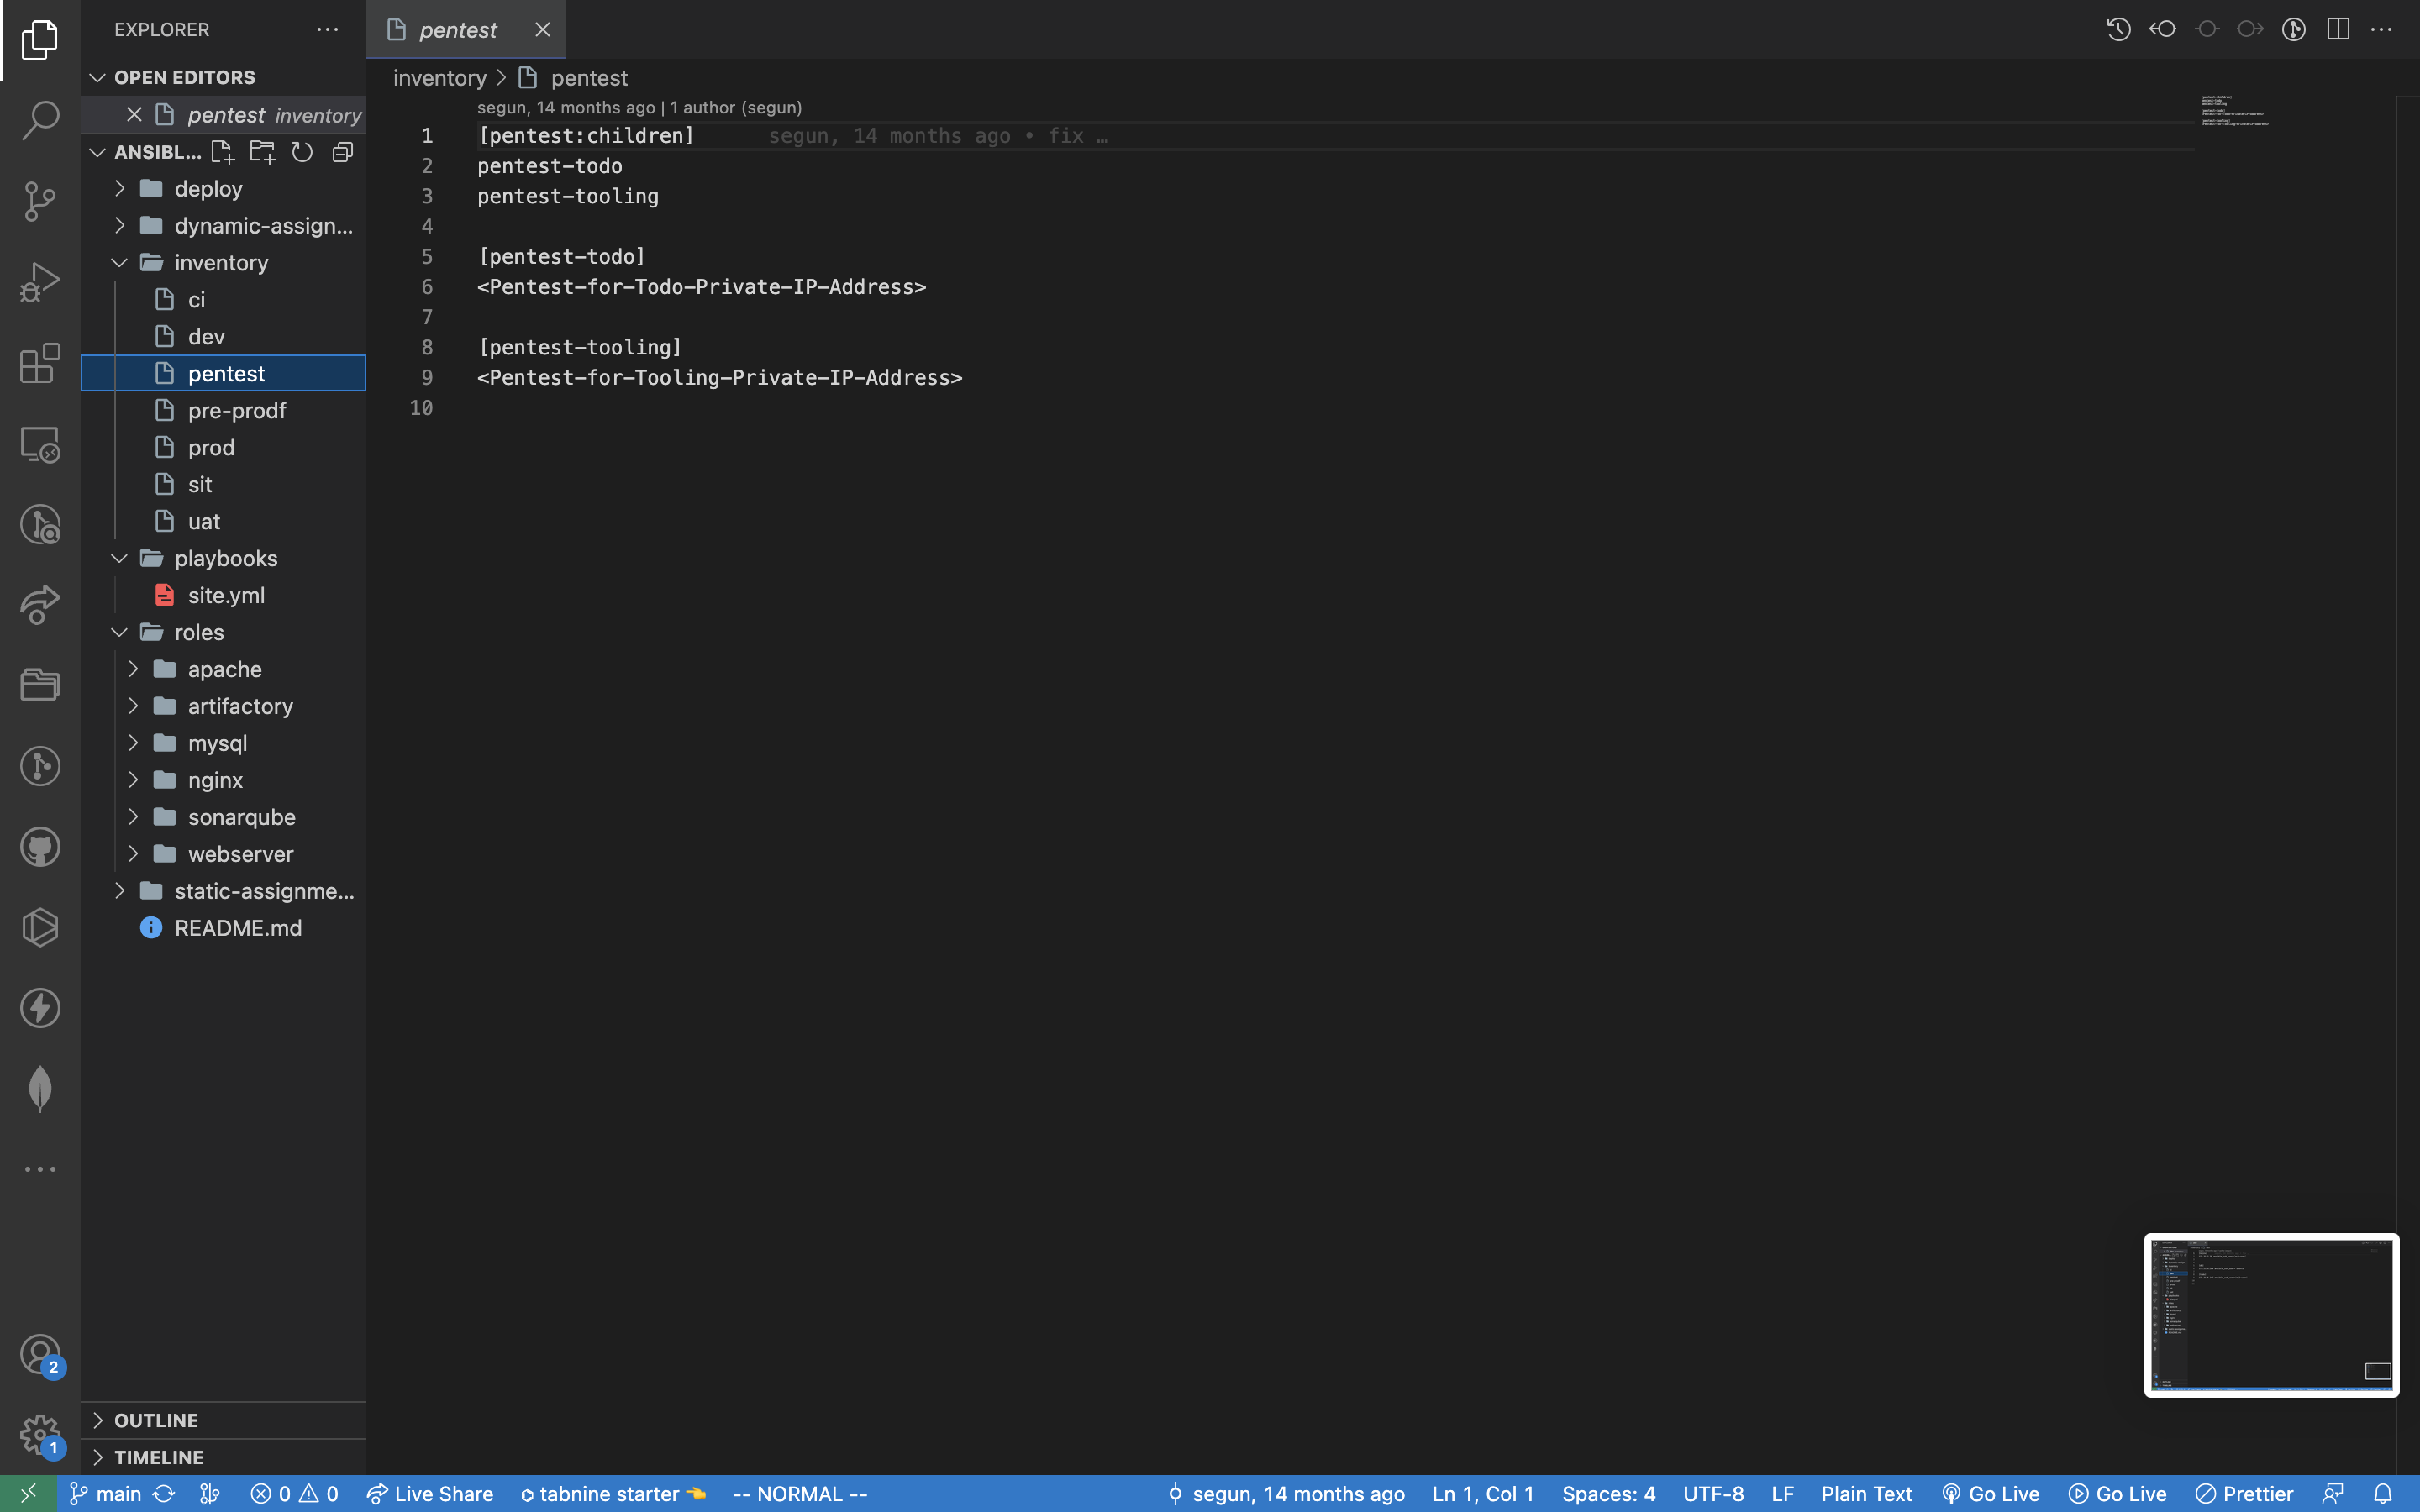 EXPLORER
OPEN EDITORS
pentest inventory
ANSIBL...
deploy
dynamic-assign...
inventory
ci
dev
pentest
pre-prodf
prod
sit
uat
playbooks
site.yml
roles
apache
artifactory
mysql
nginx
sonarqube
webserver
static-assignme...
README.md
OUTLINE
TIMELINE
2
1
pentest
inventory > pentest
segun, 14 months ago | 1 author (segun)
1 [pentest:children] segun, 14 months ago • fix …
2 pentest-todo
3 pentest-tooling
4
5 [pentest-todo]
6 <Pentest-for-Todo-Private-IP-Address>
7
8 [pentest-tooling]
9 <Pentest-for-Tooling-Private-IP-Address>
10
main 0 0 Live Share tabnine starter 👈 -- NORMAL -- segun, 14 months ago Ln 1, Col 1 Spaces: 4 UTF-8 LF Plain Text Go Live Go Live Prettier